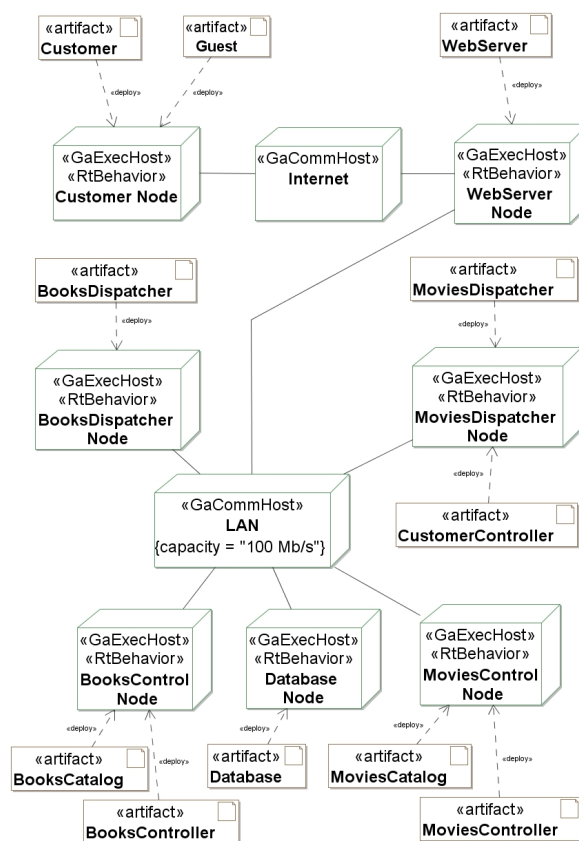 «artifact»
Customer
«artifact»
Guest
«artifact»
WebServer
«deploy»
«deploy»
«deploy»
«GaExecHost»
«RtBehavior»
Customer Node
«GaCommHost»
Internet
«GaExecHost»
«RtBehavior»
WebServer
Node
«artifact»
BooksDispatcher
«artifact»
MoviesDispatcher
«deploy»
«deploy»
«GaExecHost»
«RtBehavior»
BooksDispatcher
Node
«GaExecHost»
«RtBehavior»
MoviesDispatcher
Node
«deploy»
«GaCommHost»
LAN
{capacity = "100 Mb/s"}
«artifact»
CustomerController
«GaExecHost»
«RtBehavior»
BooksControl
Node
«GaExecHost»
«RtBehavior»
Database
Node
«GaExecHost»
«RtBehavior»
MoviesControl
Node
«deploy»
«deploy»
«deploy»
«deploy»
«deploy»
«artifact»
BooksCatalog
«artifact»
Database
«artifact»
MoviesCatalog
«artifact»
BooksController
«artifact»
MoviesController